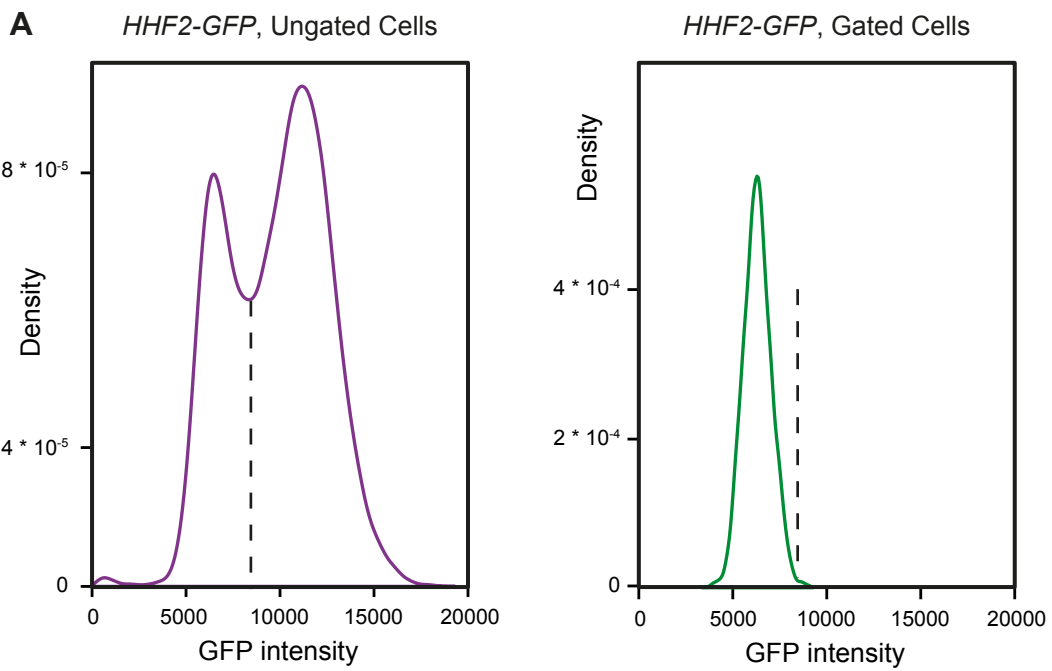 A
HHF2-GFP, Ungated Cells
Density
8 * 10⁻⁵
4 * 10⁻⁵
0
0 5000 10000 15000 20000
GFP intensity
HHF2-GFP, Gated Cells
Density
4 * 10⁻⁴
2 * 10⁻⁴
0
0 5000 10000 15000 20000
GFP intensity